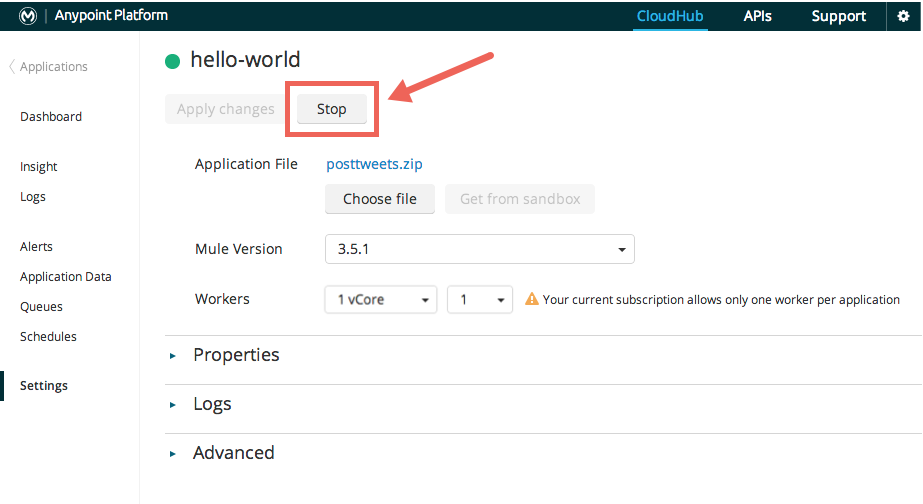 Anypoint Platform
CloudHub APIs Support
Applications
Dashboard
Insight
Logs
Alerts
Application Data
Queues
Schedules
Settings
hello-world
Apply changes Stop
Application File posttweets.zip
Choose file Get from sandbox
Mule Version 3.5.1
Workers 1 vCore 1 Your current subscription allows only one worker per application
Properties
Logs
Advanced